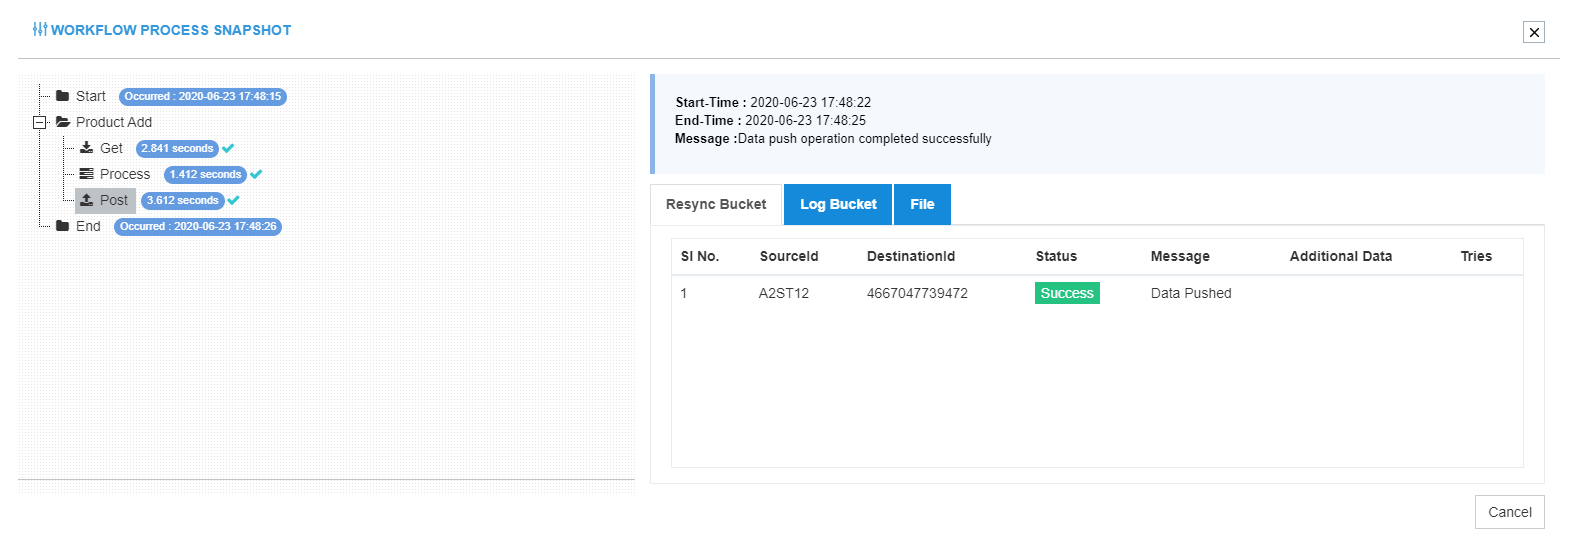 WORKFLOW PROCESS SNAPSHOT
Start Occurred : 2020-06-23 17:48:15
Product Add
Get 2.841 seconds
Process 1.412 seconds
Post 3.612 seconds
End Occurred : 2020-06-23 17:48:26
Start-Time : 2020-06-23 17:48:22
End-Time : 2020-06-23 17:48:25
Message :Data push operation completed successfully
Resync Bucket Log Bucket File
SI No. SourceId DestinationId Status Message Additional Data Tries
1 A2ST12 4667047739472 Success Data Pushed
Cancel